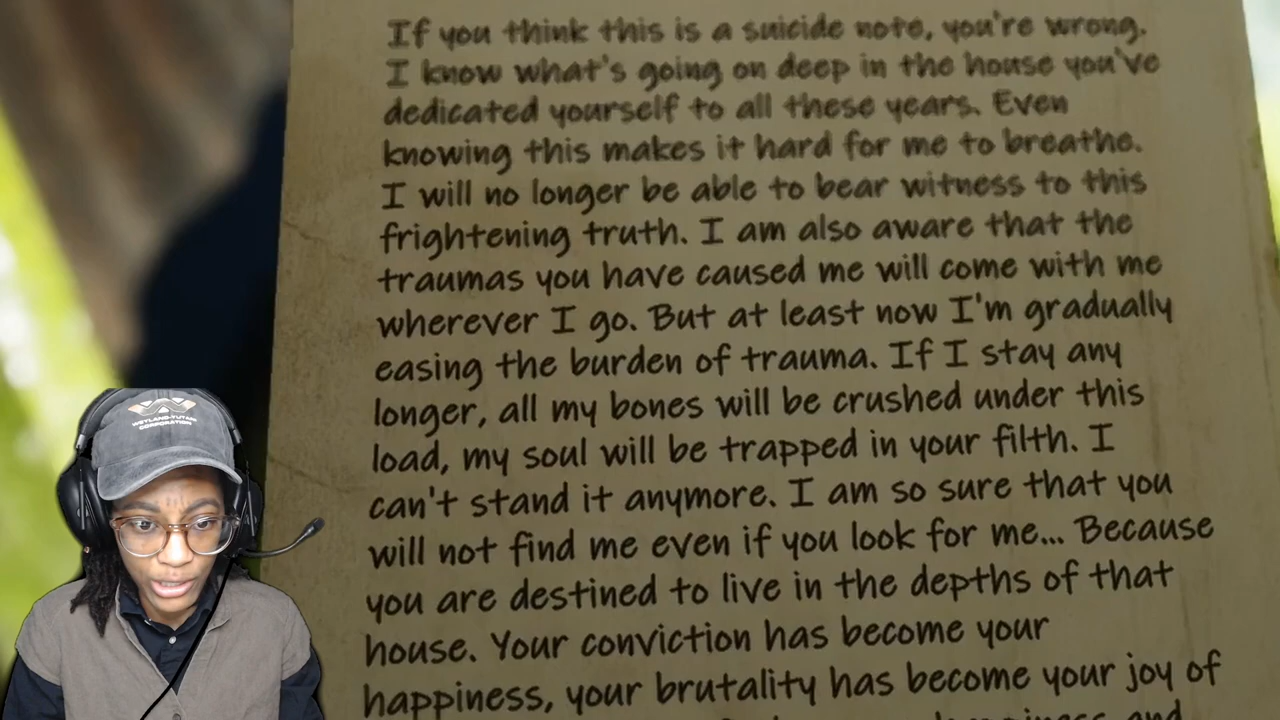 If you think this is a suicide note, you're wrong.
I know what's going on deep in the house you've
dedicated yourself to all these years. Even
knowing this makes it hard for me to breathe.
I will no longer be able to bear witness to this
frightening truth. I am also aware that the
traumas you have caused me will come with me
wherever I go. But at least now I'm gradually
easing the burden of trauma. If I stay any
longer, all my bones will be crushed under this
load, my soul will be trapped in your filth. I
can't stand it anymore. I am so sure that you
will not find me even if you look for me... Because
you are destined to live in the depths of that
house. Your conviction has become your
happiness, your brutality has become your joy of
and
WEYLAND-YUTANI
CORPORATION